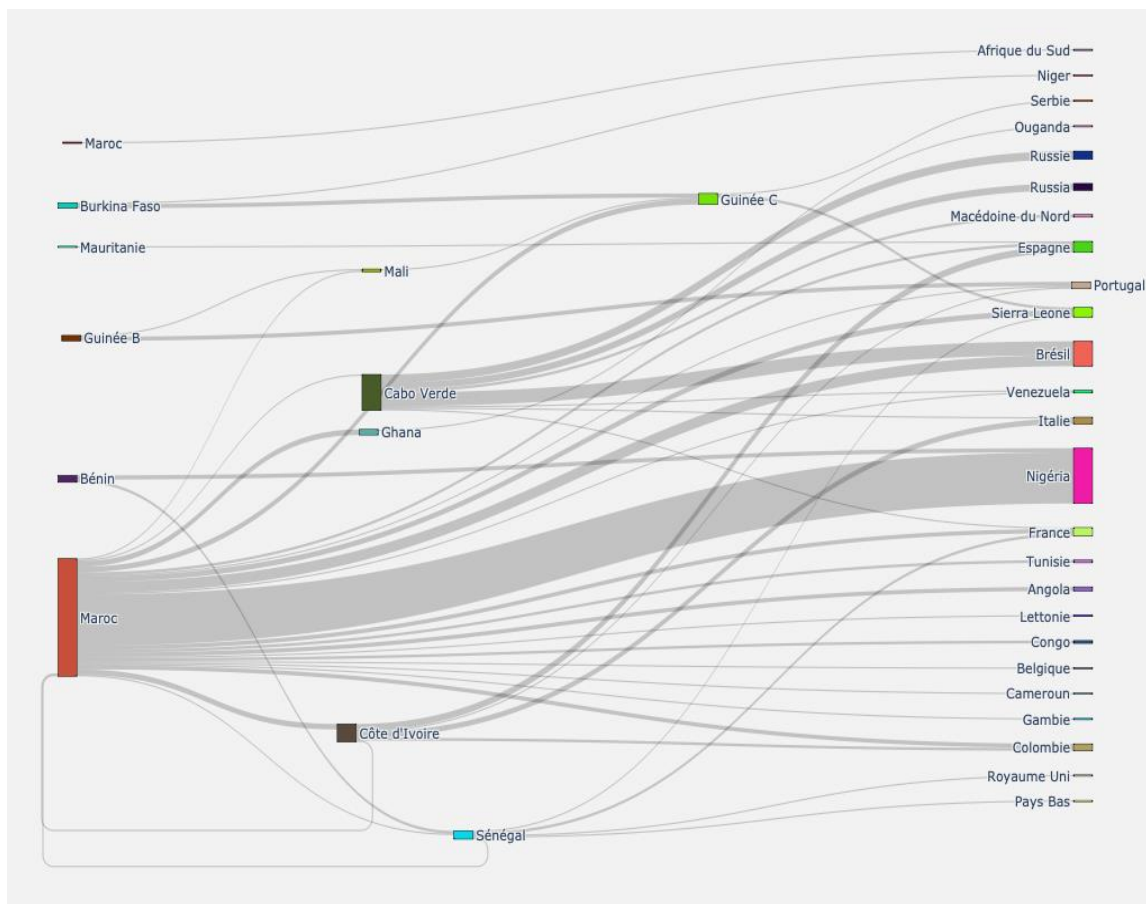 Afrique du Sud
Niger
Serbie
Ouganda
Maroc
Russie
Russia
Guinée C
Burkina Faso
Macédoine du Nord
Mauritanie
Espagne
Mali
Portugal
Sierra Leone
Guinée B
Brésil
Cabo Verde
Venezuela
Italie
Ghana
Nigéria
Bénin
France
Tunisie
Angola
Lettonie
Maroc
Congo
Belgique
Cameroun
Gambie
Côte d'Ivoire
Colombie
Royaume Uni
Pays Bas
Sénégal